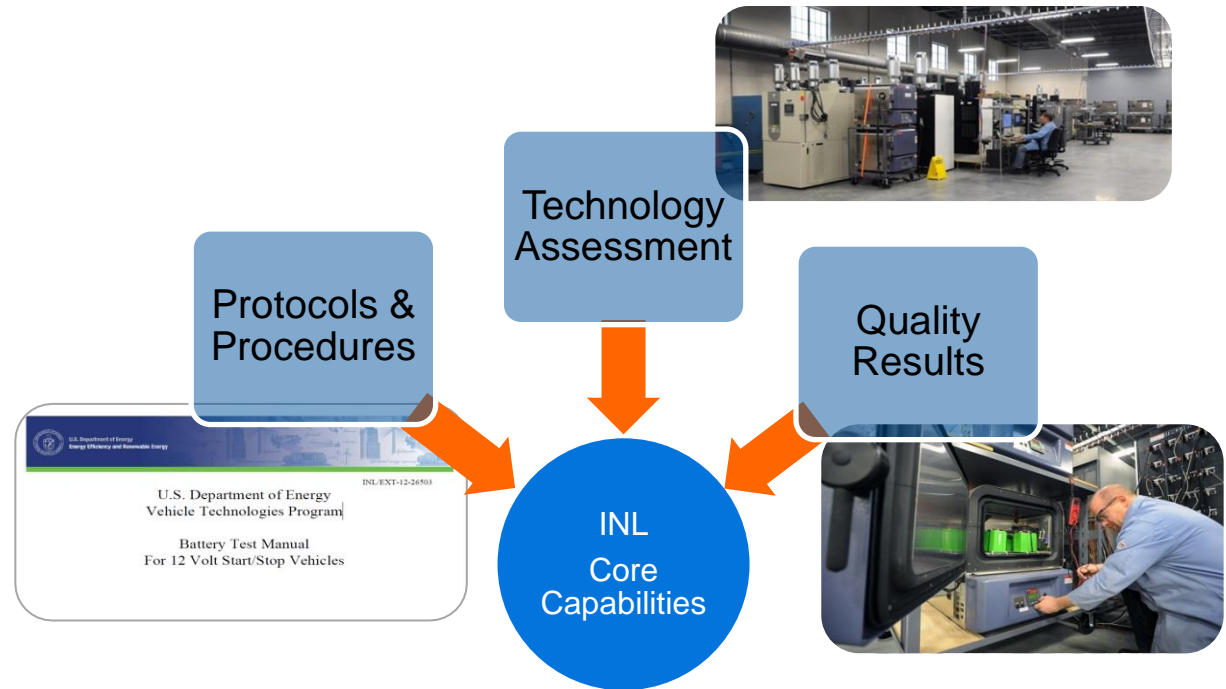 Technology
Assessment
Protocols &
Procedures
Quality
Results
U.S. Department of Energy
Energy Efficiency and Renewable Energy
INL/EXT-12-26503
U.S. Department of Energy
Vehicle Technologies Program
Battery Test Manual
For 12 Volt Start/Stop Vehicles
INL
Core
Capabilities